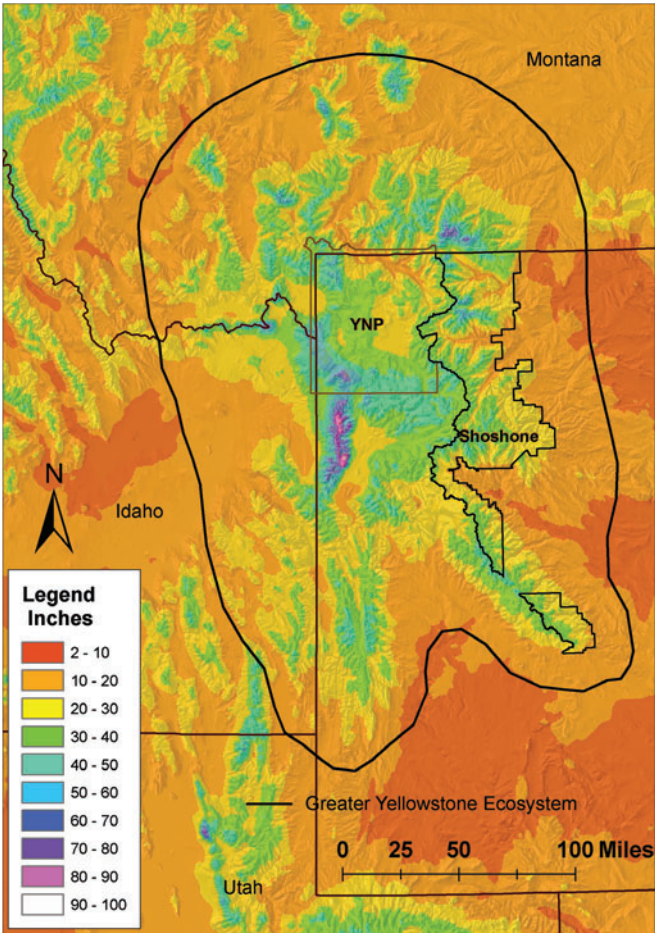 Montana
YNP
Shoshone
N
Idaho
Legend
Inches
2 - 10
10 - 20
20 - 30
30 - 40
40 - 50
50 - 60
60 - 70
70 - 80
80 - 90
90 - 100
Greater Yellowstone Ecosystem
0 25 50 100 Miles
Utah